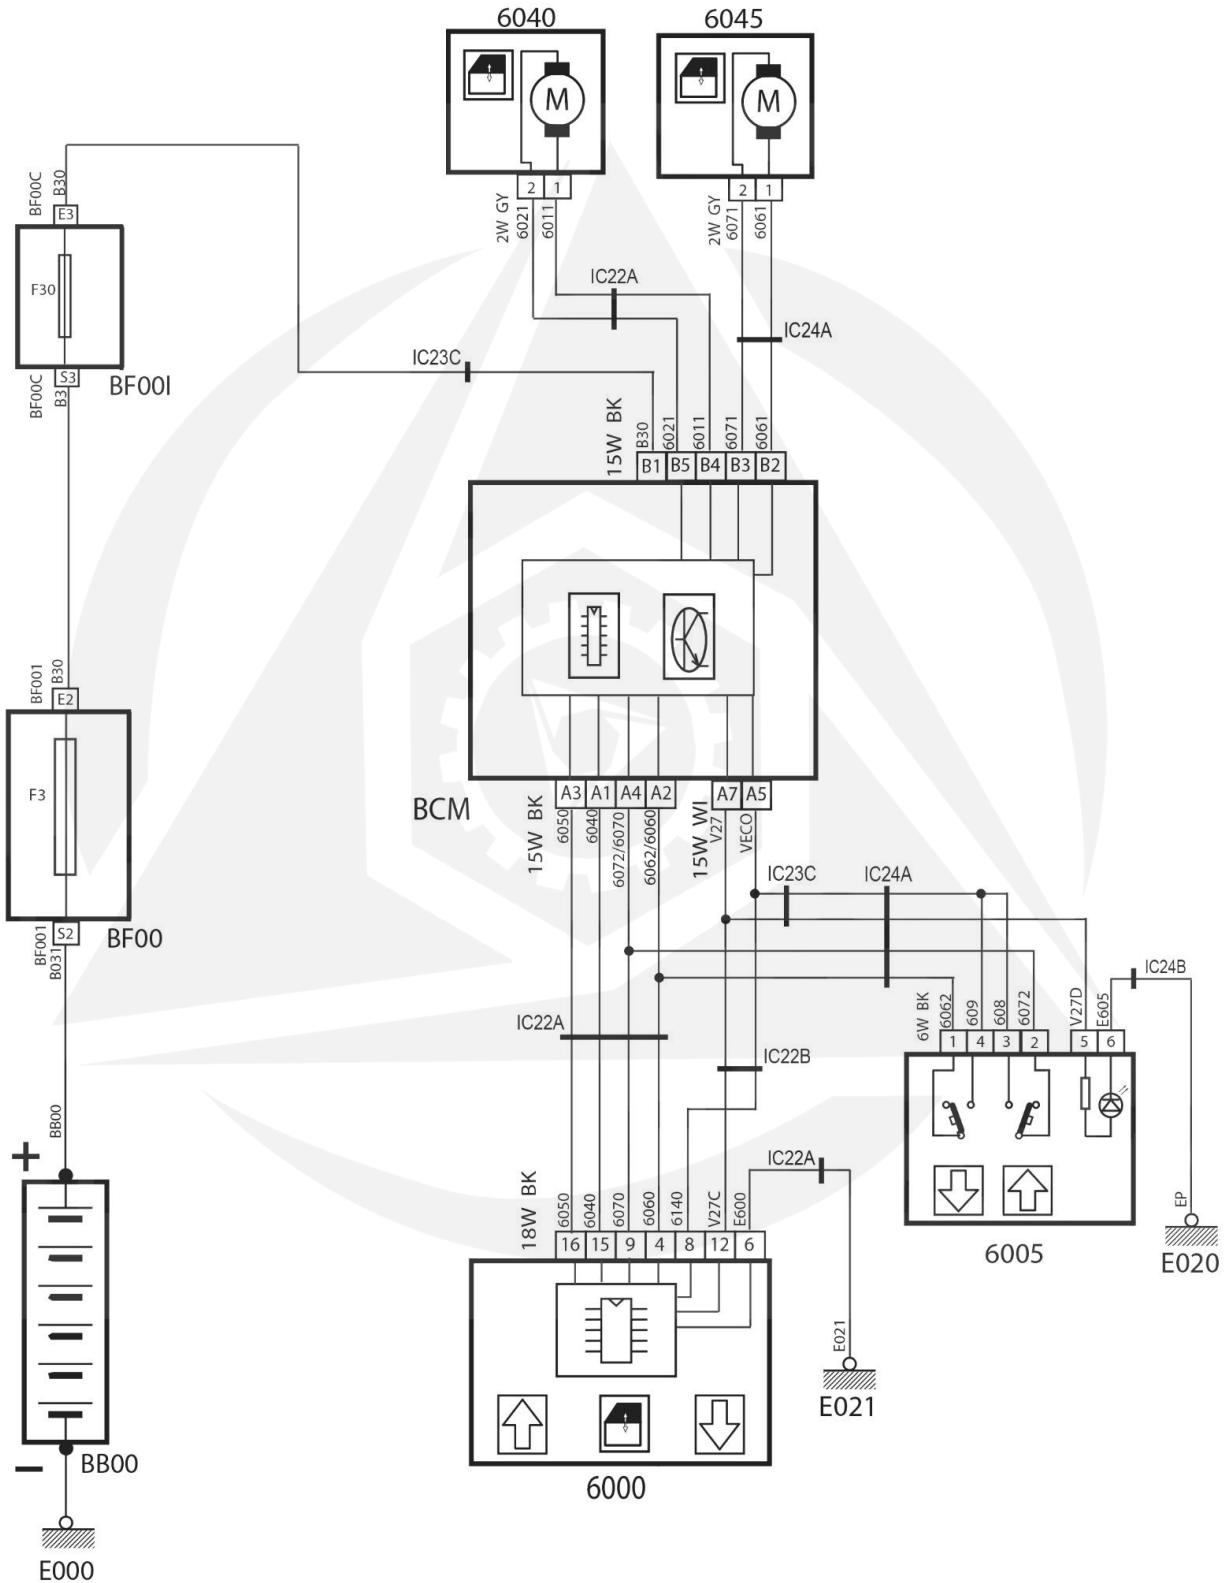 6040
6045
M
M
2
1
2
1
2W GY
6021
6011
2W GY
6071
6061
BF00C
B30
E3
F30
S3
BF00C
B3
BF00I
IC22A
IC24A
IC23C
15W BK
B30
6021
6011
6071
6061
B1
B5
B4
B3
B2
BF001
B30
E2
F3
S2
BF001
B031
BF00
BCM
A3
A1
A4
A2
A7
A5
15W BK
6050
6040
6072/6070
6062/6060
15W WI
V27
VECO
IC23C
IC24A
IC24B
6W BK
6062
609
608
6072
V27D
E605
1
4
3
2
5
6
IC22A
IC22B
BB00
+
IC22A
18W BK
6050
6040
6070
6060
6140
V27C
E600
16
15
9
4
8
12
6
EP
6005
E020
E021
E021
–
BB00
6000
E000